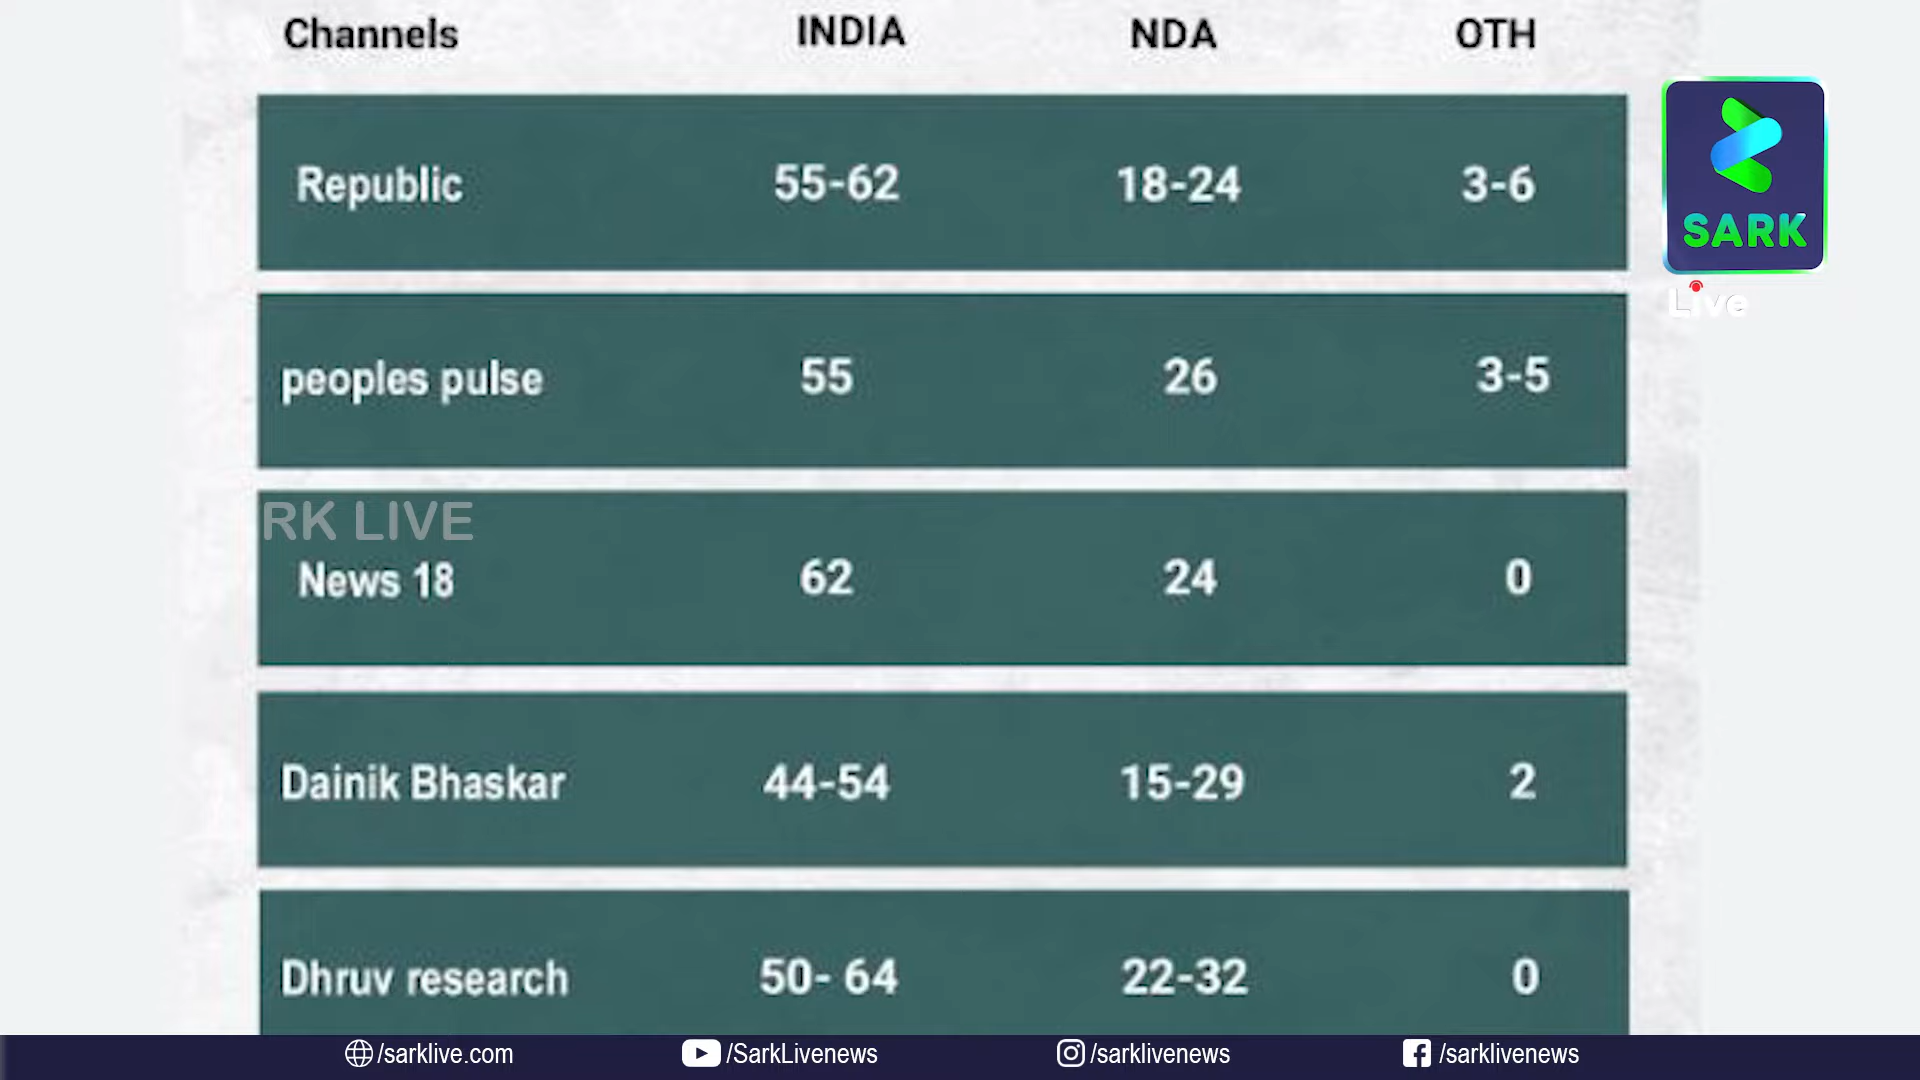 Channels INDIA NDA OTH
Republic 55-62 18-24 3-6
SARK
Live
peoples pulse 55 26 3-5
RK LIVE
News 18 62 24 0
Dainik Bhaskar 44-54 15-29 2
Dhruv research 50- 64 22-32 0
/sarklive.com /SarkLivenews /sarklivenews /sarklivenews